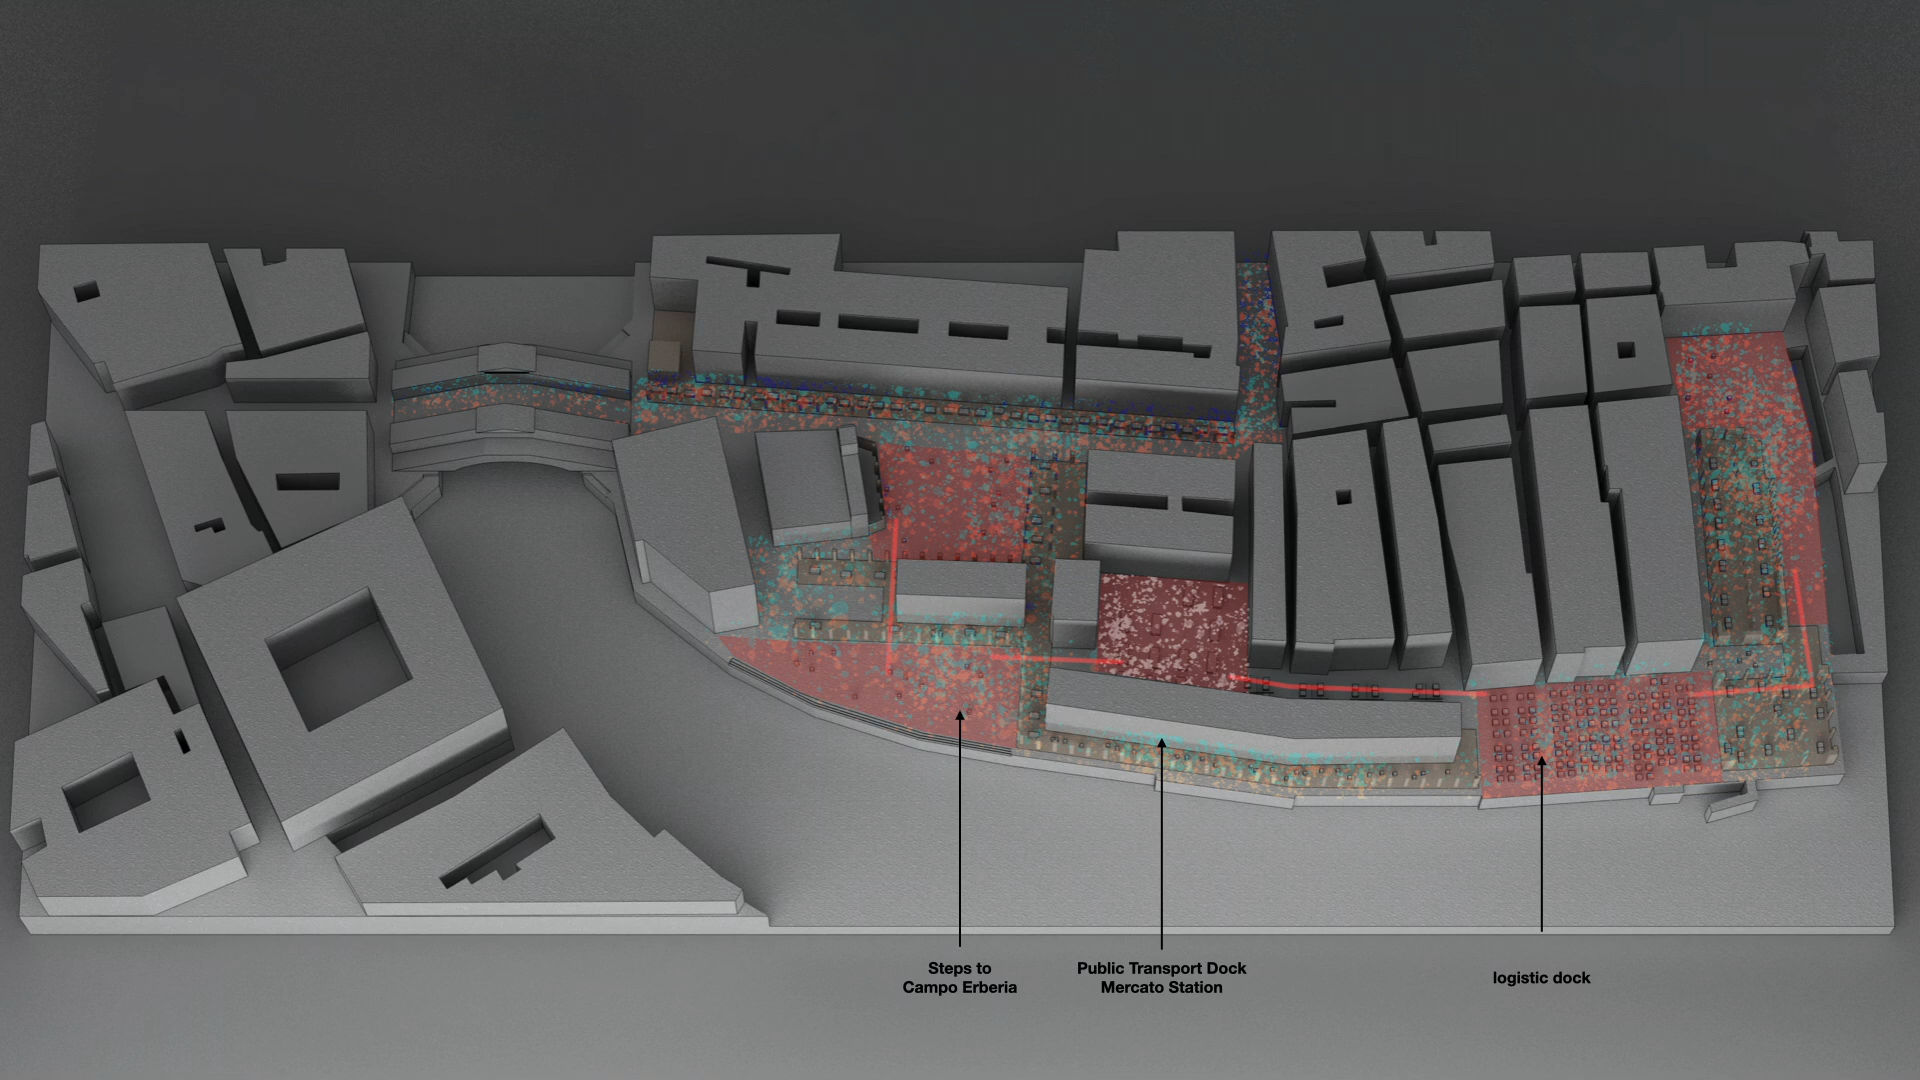 Steps to
Campo Erberia
Public Transport Dock
Mercato Station
logistic dock